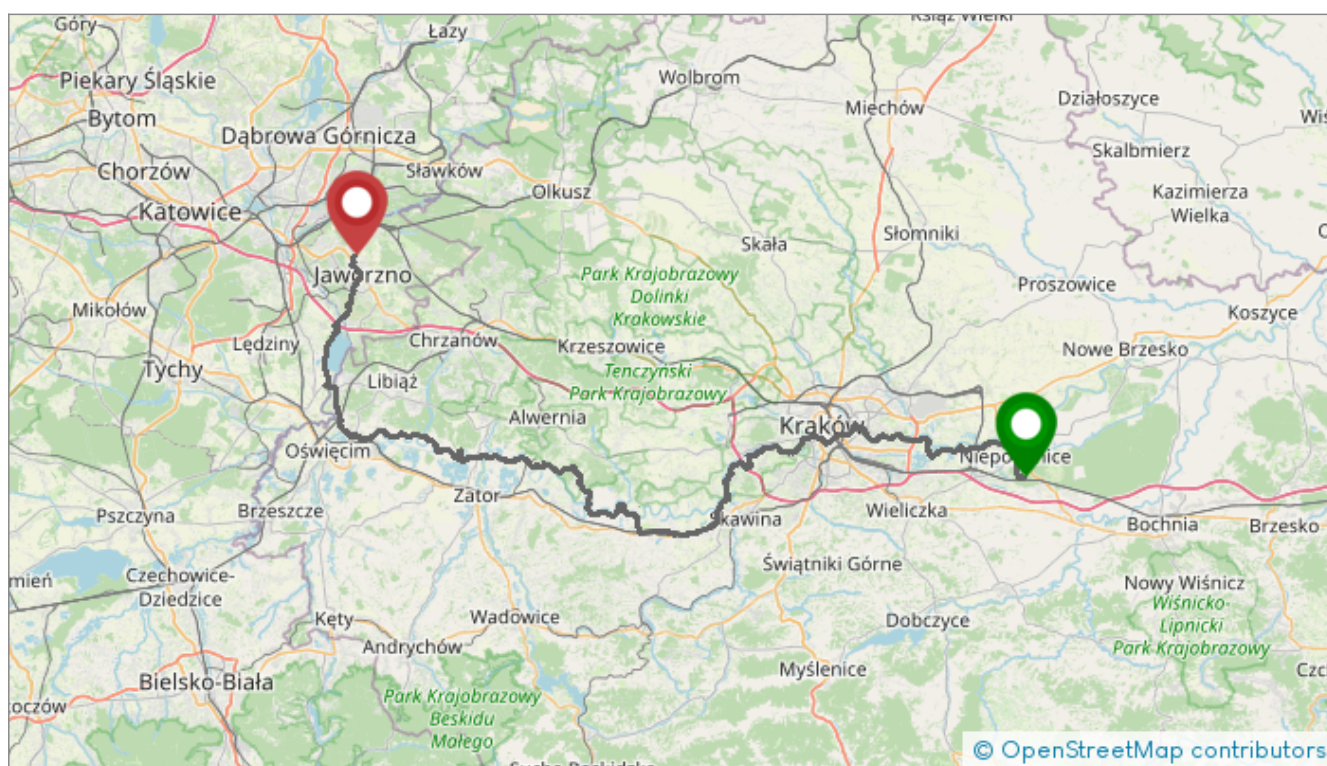 Góry
Łazy
Książ Wielki
Piekary Śląskie
Wolbrom
Działoszyce
Bytom
Miechów
Dąbrowa Górnicza
Skalbmierz
Chorzów
Sławków
Olkusz
Kazimierza
Wielka
Katowice
Słomniki
Skała
Jaworzno
Park Krajobrazowy
Dolinki
Krakowskie
Proszowice
Mikołów
Koszyce
Lędziny
Chrzanów
Krzeszowice
Nowe Brzesko
Tychy
Libiąż
Tenczyński
Park Krajobrazowy
Alwernia
Kraków
Oświęcim
Niepołomice
Zator
Pszczyna
Brzeszcze
Skawina
Wieliczka
Bochnia
Brzesko
Świątniki Górne
Czechowice-
Dziedzice
Nowy Wiśnicz
Wiśnicko-
Lipnicki
Park Krajobrazowy
Kęty
Wadowice
Dobczyce
Andrychów
Myślenice
Bielsko-Biała
Park Krajobrazowy
Beskidu
Małego
© OpenStreetMap contributors